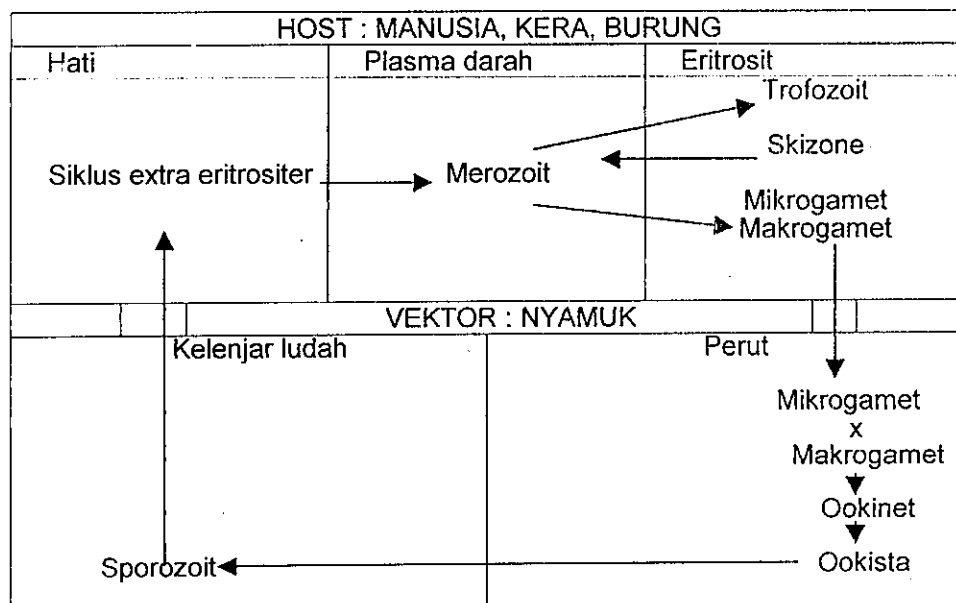 HOST : MANUSIA, KERA, BURUNG
Hati
Plasma darah
Eritrosit
Trofozoit
Skizone
Siklus extra eritrositer
Merozoit
Mikrogamet
Makrogamet
VEKTOR : NYAMUK
Kelenjar ludah
Perut
Mikrogamet
x
Makrogamet
Ookinet
Ookista
Sporozoit